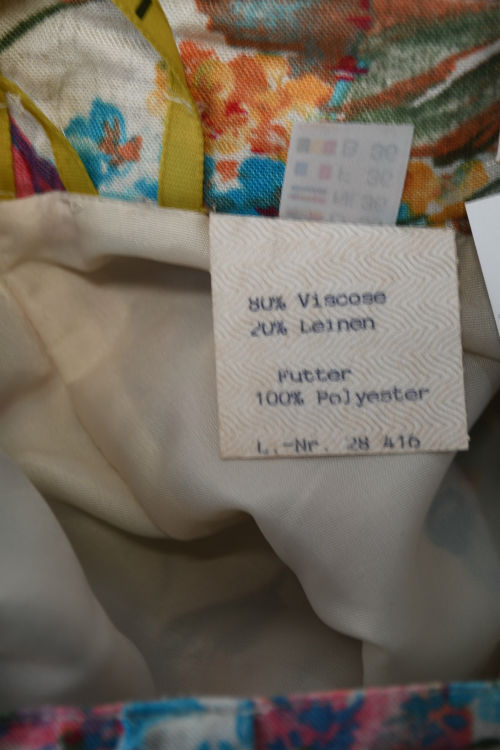 80% Viscose
20% Leinen
Futter
100% Polyester
L.-Nr. 28 416